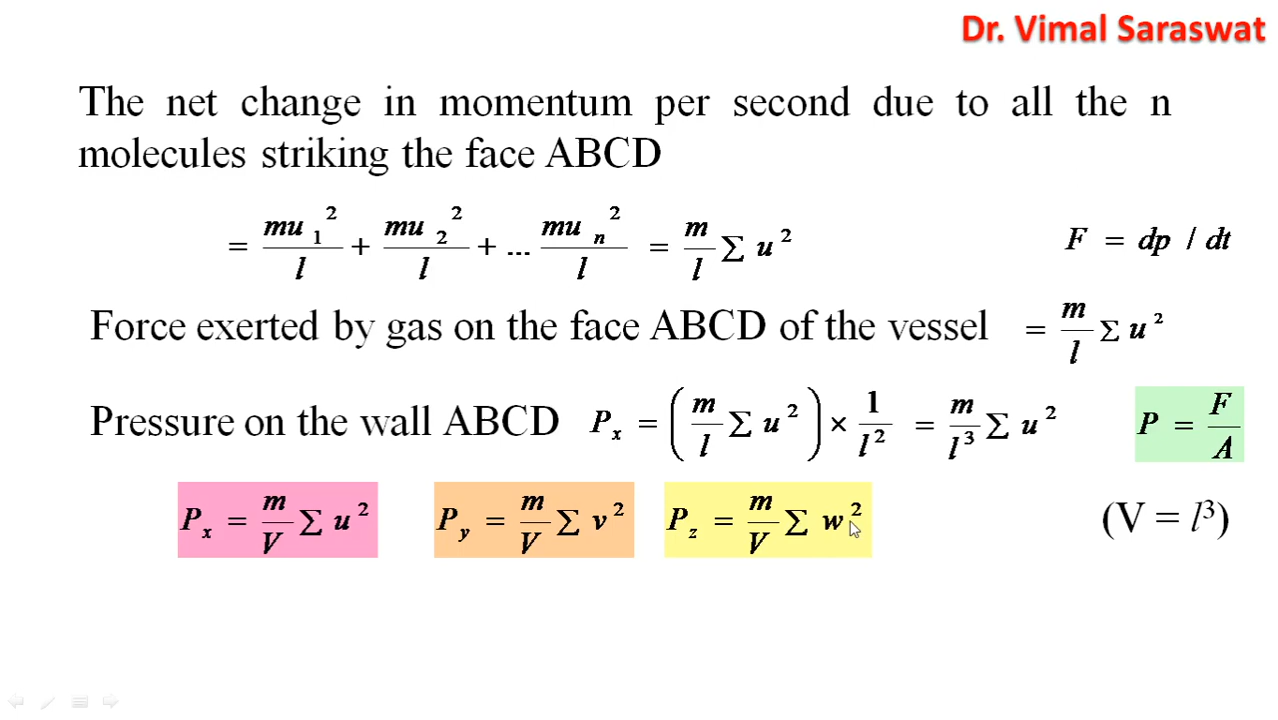 Dr. Vimal Saraswat
The net change in momentum per second due to all the n
molecules striking the face ABCD
= mu₁²/l + mu₂²/l + ... muₙ²/l = m/l Σ u² F = dp / dt
Force exerted by gas on the face ABCD of the vessel = m/l Σ u²
Pressure on the wall ABCD Pₓ = (m/l Σ u²) × 1/l² = m/l³ Σ u² P = F/A
Pₓ = m/V Σ u² P_y = m/V Σ v² P_z = m/V Σ w² (V = l³)